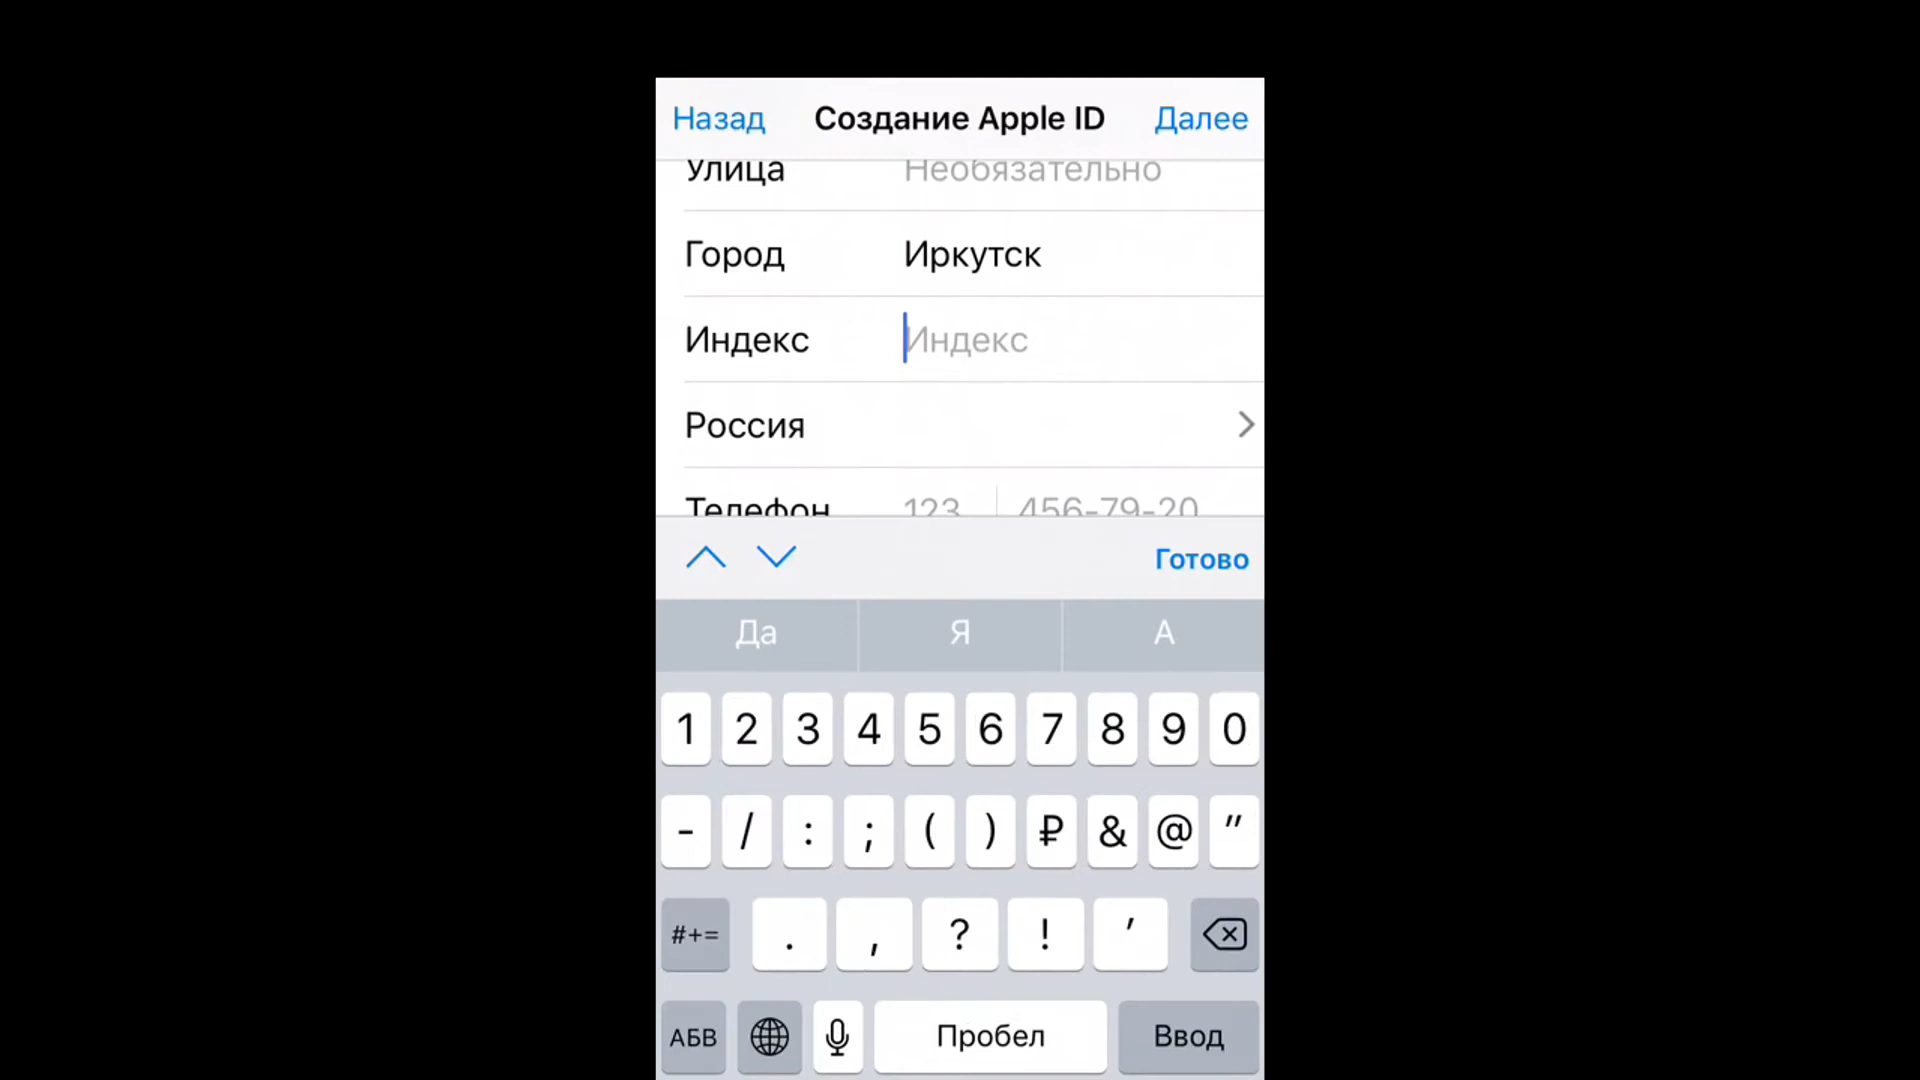 Назад Создание Apple ID Далее
Улица Необязательно
Город Иркутск
Индекс Индекс
Россия
Телефон 123 456-79-20
Готово
Да Я А
1 2 3 4 5 6 7 8 9 0
- / : ; ( ) ₽ & @ "
#+= . , ? ! '
АБВ Пробел Ввод